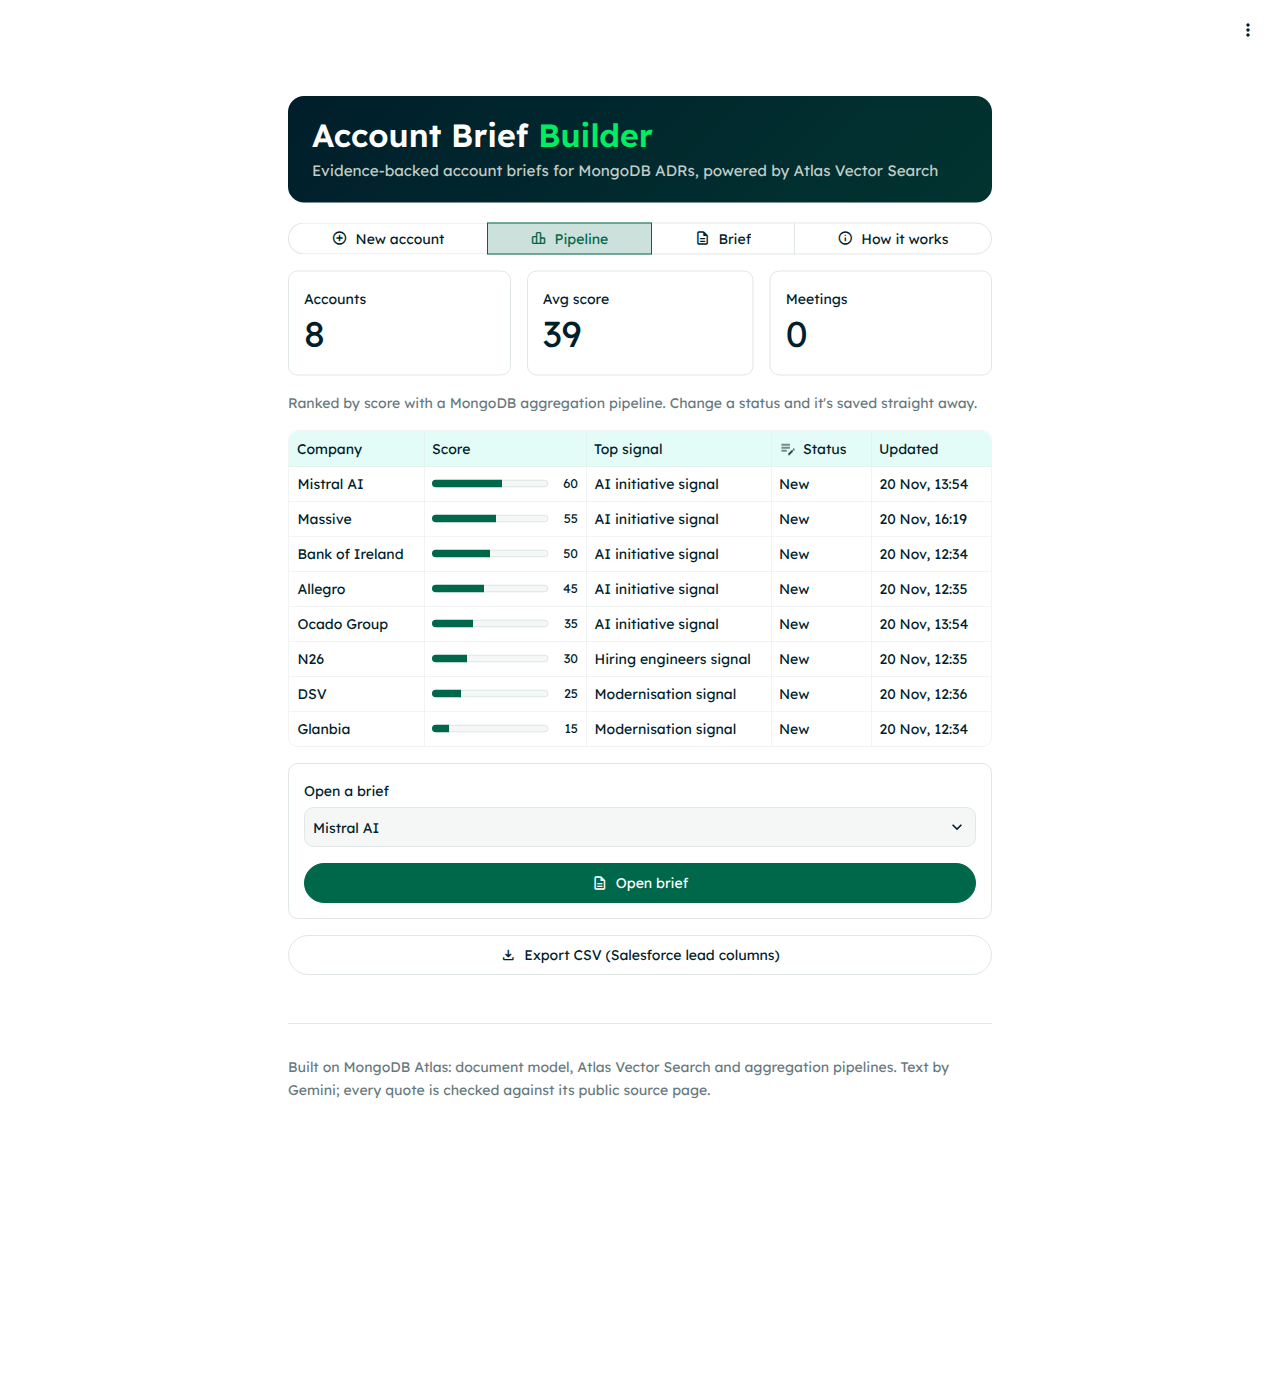 Account Brief Builder
Evidence-backed account briefs for MongoDB ADRs, powered by Atlas Vector Search
New account Pipeline Brief How it works
Accounts Avg score Meetings
8 39 0
Ranked by score with a MongoDB aggregation pipeline. Change a status and it's saved straight away.
Company Score Top signal Status Updated
Mistral AI 60 AI initiative signal New 20 Nov, 13:54
Massive 55 AI initiative signal New 20 Nov, 16:19
Bank of Ireland 50 AI initiative signal New 20 Nov, 12:34
Allegro 45 AI initiative signal New 20 Nov, 12:35
Ocado Group 35 AI initiative signal New 20 Nov, 13:54
N26 30 Hiring engineers signal New 20 Nov, 12:35
DSV 25 Modernisation signal New 20 Nov, 12:36
Glanbia 15 Modernisation signal New 20 Nov, 12:34
Open a brief
Mistral AI
Open brief
Export CSV (Salesforce lead columns)
Built on MongoDB Atlas: document model, Atlas Vector Search and aggregation pipelines. Text by
Gemini; every quote is checked against its public source page.